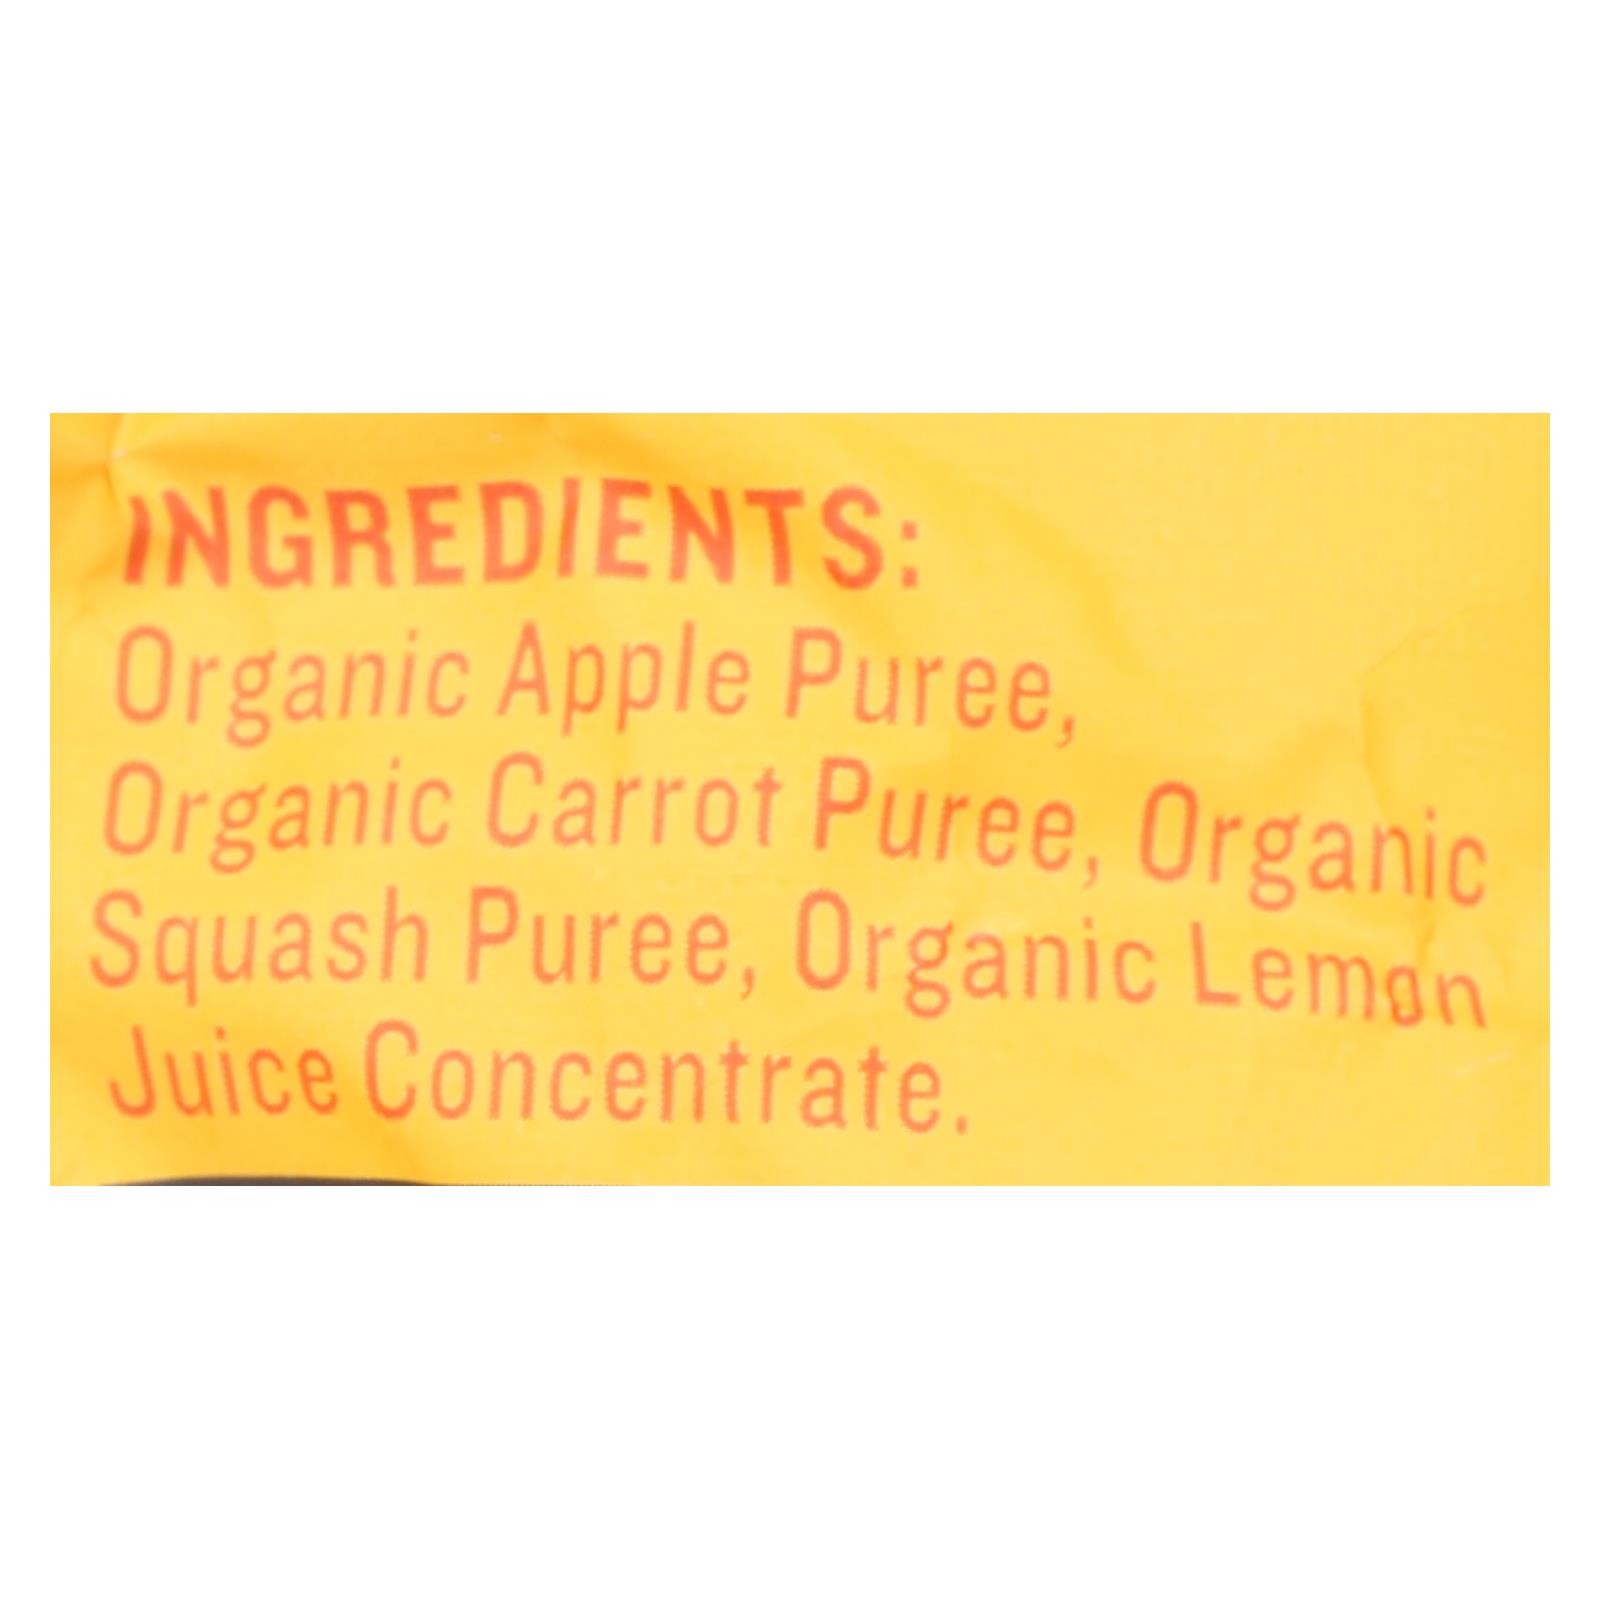 INGREDIENTS:
Organic Apple Puree,
Organic Carrot Puree, Organic
Squash Puree, Organic Lemon
Juice Concentrate.